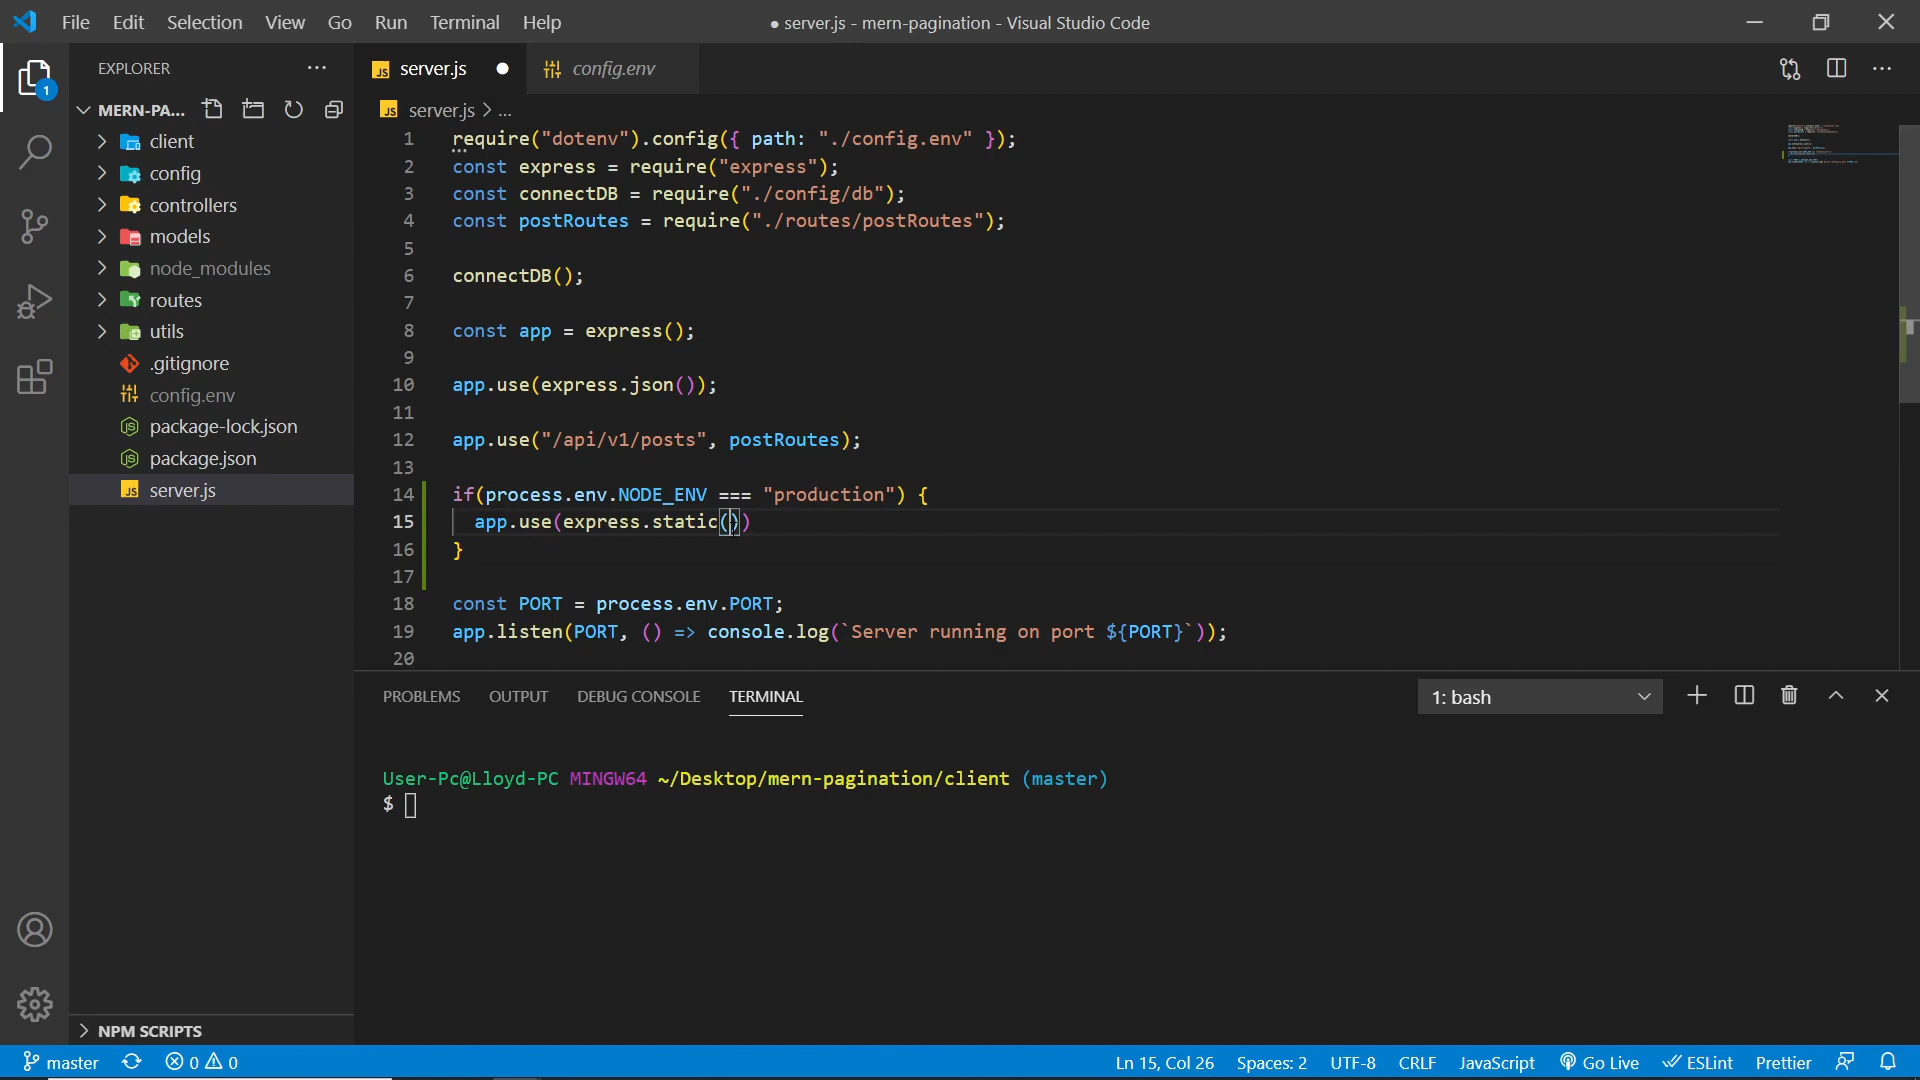 File Edit Selection View Go Run Terminal Help
● server.js - mern-pagination - Visual Studio Code
EXPLORER
1
MERN-PA...
client
config
controllers
models
node_modules
routes
utils
.gitignore
config.env
package-lock.json
package.json
server.js
NPM SCRIPTS
server.js
config.env
server.js > ...
1 require("dotenv").config({ path: "./config.env" });
2 const express = require("express");
3 const connectDB = require("./config/db");
4 const postRoutes = require("./routes/postRoutes");
5
6 connectDB();
7
8 const app = express();
9
10 app.use(express.json());
11
12 app.use("/api/v1/posts", postRoutes);
13
14 if(process.env.NODE_ENV === "production") {
15 app.use(express.static())
16 }
17
18 const PORT = process.env.PORT;
19 app.listen(PORT, () => console.log(`Server running on port ${PORT}`));
20
PROBLEMS OUTPUT DEBUG CONSOLE TERMINAL
1: bash
User-Pc@Lloyd-PC MINGW64 ~/Desktop/mern-pagination/client (master)
$
master 0 0
Ln 15, Col 26 Spaces: 2 UTF-8 CRLF JavaScript Go Live ESLint Prettier